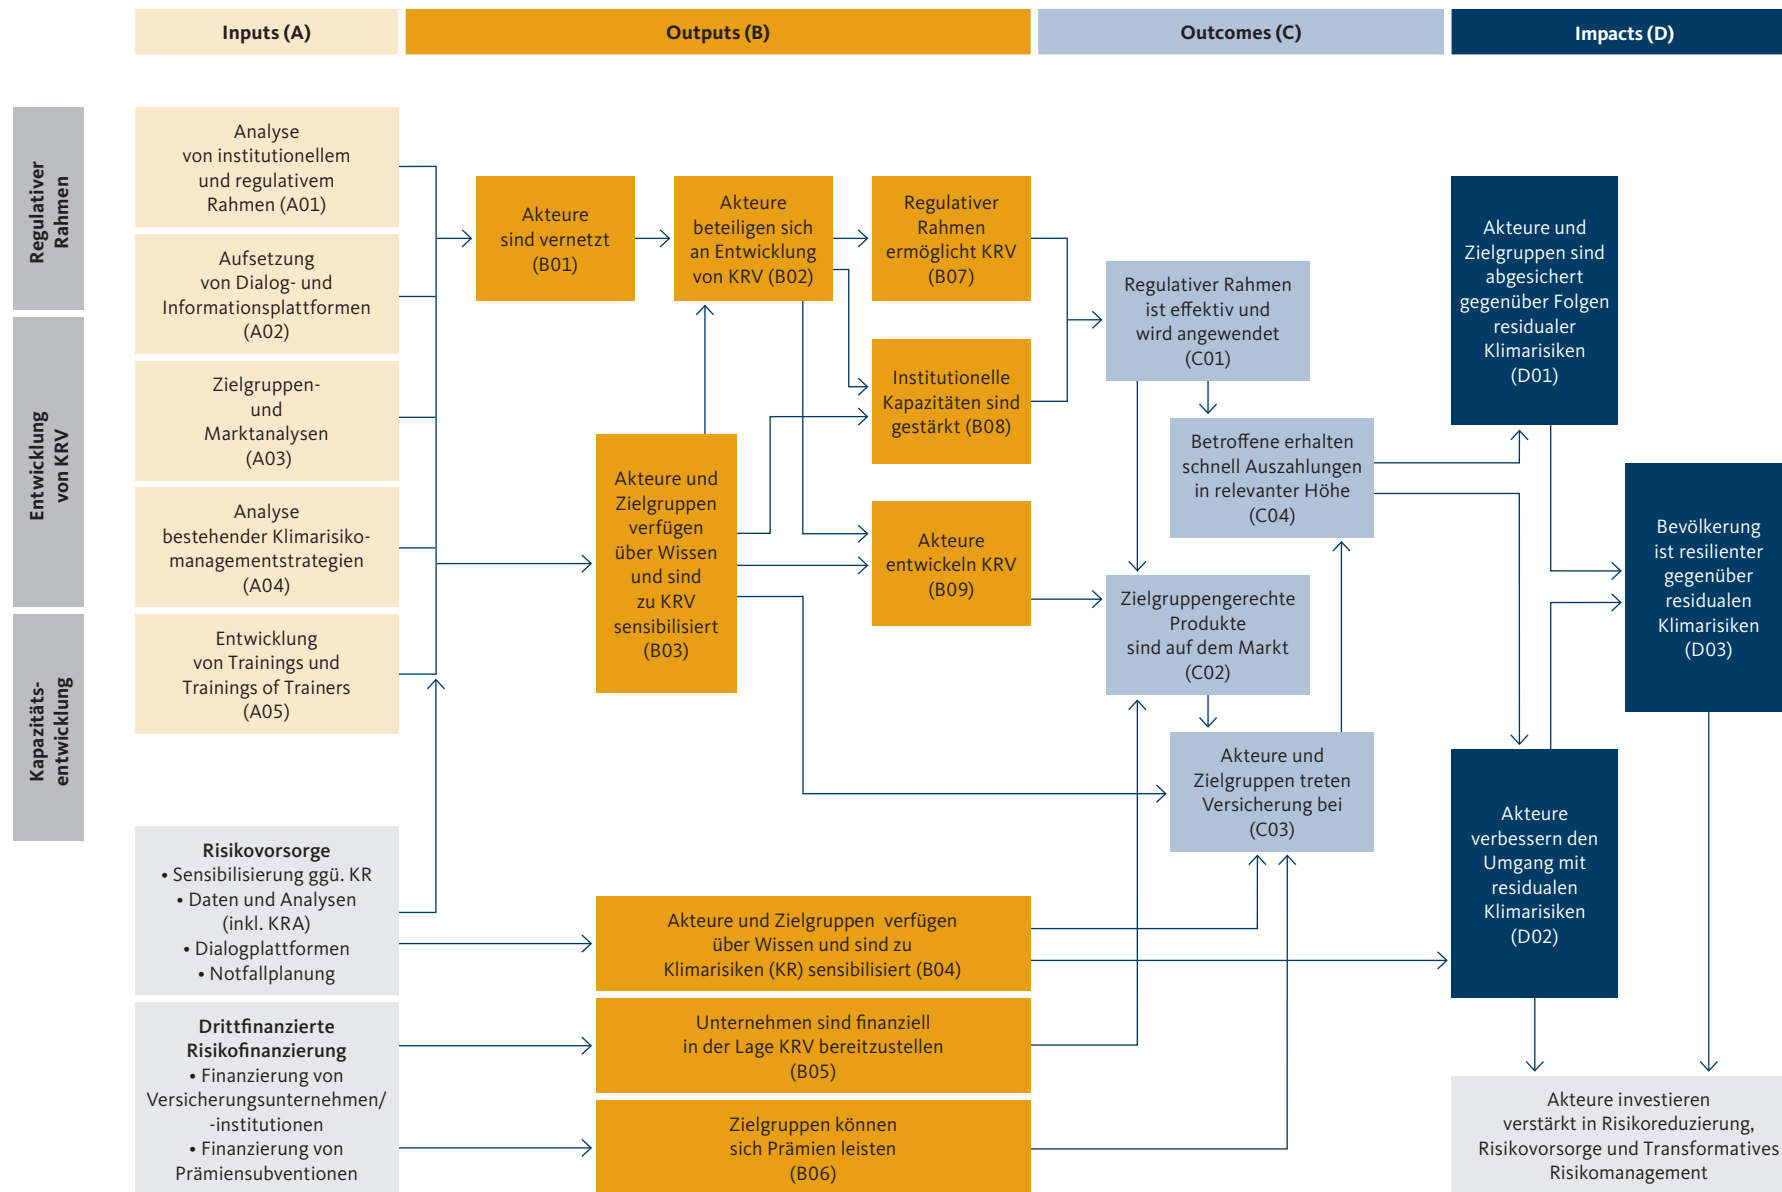 Inputs (A)
Outputs (B)
Outcomes (C)
Impacts (D)
Regulativer
Rahmen
Entwicklung
von KRV
Kapazitäts-
entwicklung
Analyse
von institutionellem
und regulativem
Rahmen (A01)
Aufsetzung
von Dialog- und
Informationsplattformen
(A02)
Zielgruppen-
und
Marktanalysen
(A03)
Analyse
bestehender Klimarisiko-
managementstrategien
(A04)
Entwicklung
von Trainings und
Trainings of Trainers
(A05)
Risikovorsorge
• Sensibilisierung ggü. KR
• Daten und Analysen
(inkl. KRA)
• Dialogplattformen
• Notfallplanung
Drittfinanzierte
Risikofinanzierung
• Finanzierung von
Versicherungsunternehmen/
-institutionen
• Finanzierung von
Prämiensubventionen
Akteure
sind vernetzt
(B01)
Akteure
beteiligen sich
an Entwicklung
von KRV (B02)
Akteure und
Zielgruppen
verfügen
über Wissen
und sind
zu KRV
sensibilisiert
(B03)
Regulativer
Rahmen
ermöglicht KRV
(B07)
Institutionelle
Kapazitäten sind
gestärkt (B08)
Akteure
entwickeln KRV
(B09)
Akteure und Zielgruppen verfügen
über Wissen und sind zu
Klimarisiken (KR) sensibilisiert (B04)
Unternehmen sind finanziell
in der Lage KRV bereitzustellen
(B05)
Zielgruppen können
sich Prämien leisten
(B06)
Regulativer Rahmen
ist effektiv und
wird angewendet
(C01)
Betroffene erhalten
schnell Auszahlungen
in relevanter Höhe
(C04)
Zielgruppengerechte
Produkte
sind auf dem Markt
(C02)
Akteure und
Zielgruppen treten
Versicherung bei
(C03)
Akteure und
Zielgruppen sind
abgesichert
gegenüber Folgen
residualer
Klimarisiken
(D01)
Bevölkerung
ist resilienter
gegenüber
residualen
Klimarisiken
(D03)
Akteure
verbessern den
Umgang mit
residualen
Klimarisiken
(D02)
Akteure investieren
verstärkt in Risikoreduzierung,
Risikovorsorge und Transformatives
Risikomanagement